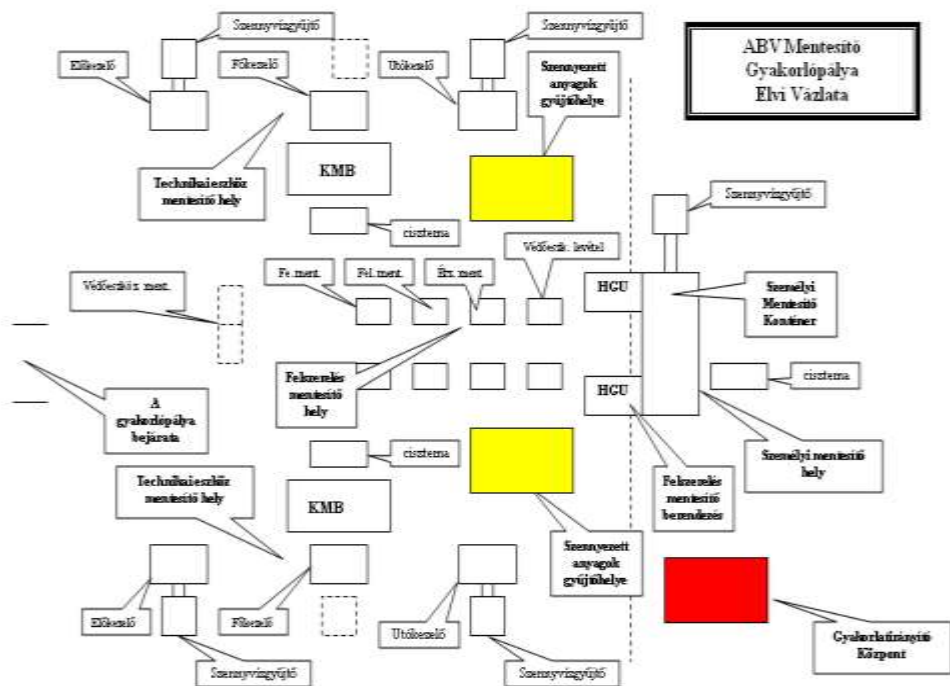 Szennyvízgyűjtő
Szennyvízgyűjtő
ABV Mentesítő
Gyakorlópálya
Elvi Vázlata
Előkezelő
Főkezelő
Utókezelő
Szennyezett
anyagok
gyűjtőhelye
Technikai eszköz
mentesítő hely
KMB
Szennyvízgyűjtő
ciszterna
Védőeszk. levétel
Fe. ment.
Fel. ment.
Érz. ment
Védőeszköz. ment.
HGU
Személyi
Mentesítő
Konténer
Felszerelés
mentesítő
hely
HGU
ciszterna
A
gyakorlópálya
bejárata
ciszterna
Személyi mentesítő
hely
Technikai eszköz
mentesítő hely
KMB
Felszerelés
mentesítő
berendezés
Szennyezett
anyagok
gyűjtőhelye
Előkezelő
Főkezelő
Utókezelő
Gyakorlatirányító
Központ
Szennyvízgyűjtő
Szennyvízgyűjtő